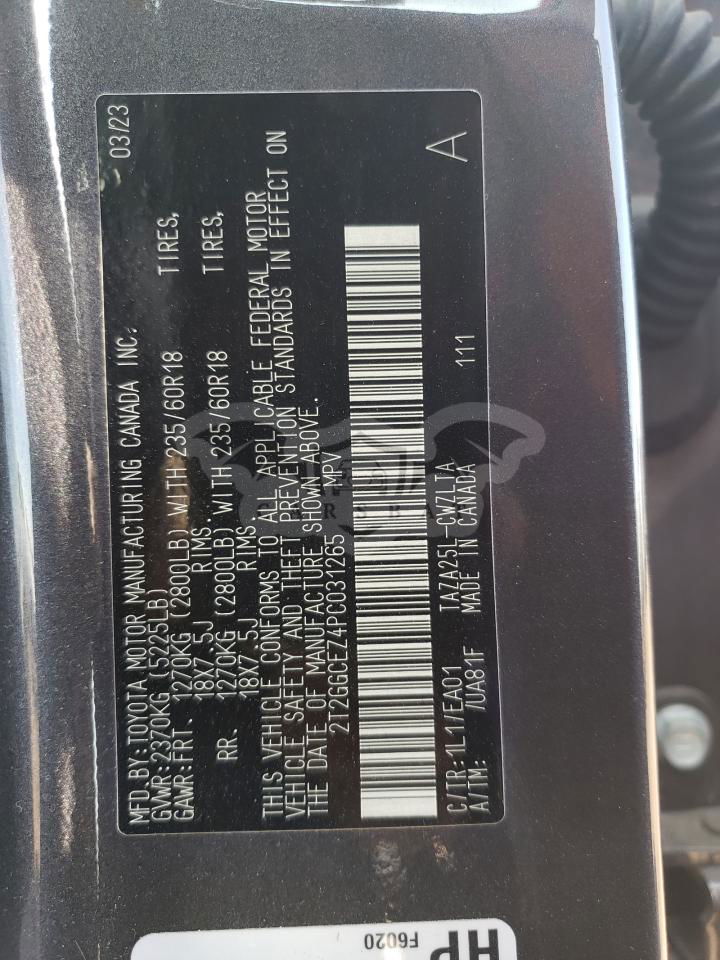 MFD.BY:TOYOTA MOTOR MANUFACTURING CANADA INC. 03/23
GVWR:2370KG (5225LB)
GAWR:FRT. 1270KG (2800LB) WITH 235/60R18 TIRES,
18X7.5J RIMS.
RR. 1270KG (2800LB) WITH 235/60R18 TIRES,
18X7.5J RIMS.
THIS VEHICLE CONFORMS TO ALL APPLICABLE FEDERAL MOTOR
VEHICLE SAFETY AND THEFT PREVENTION STANDARDS IN EFFECT ON
THE DATE OF MANUFACTURE SHOWN ABOVE.
2T2GGCEZ4PC031265 MPV
C/TR:1L1/EA01 TAZA25L-CWZLTA 111 A
A/TM: /UA81F MADE IN CANADA
HP
F6020